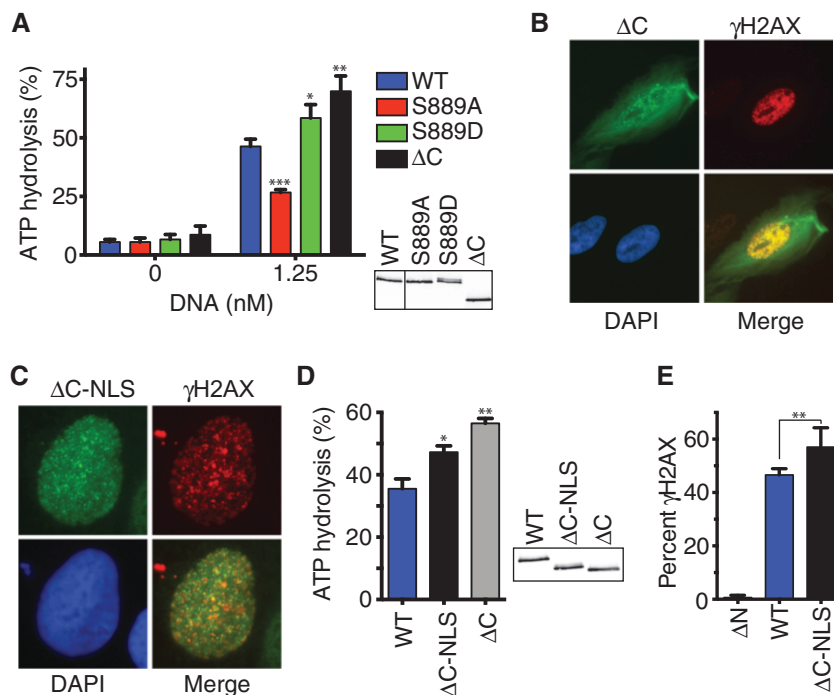 A
ATP hydrolysis (%)
75
50
25
0
0
1.25
DNA (nM)
*
**
***
WT
S889A
S889D
ΔC
WT
S889A
S889D
ΔC
B
ΔC
γH2AX
DAPI
Merge
C
ΔC-NLS
γH2AX
DAPI
Merge
D
ATP hydrolysis (%)
60
40
20
0
*
**
WT
ΔC-NLS
ΔC
WT
ΔC-NLS
ΔC
E
Percent γH2AX
60
40
20
0
**
ΔN
WT
ΔC-NLS